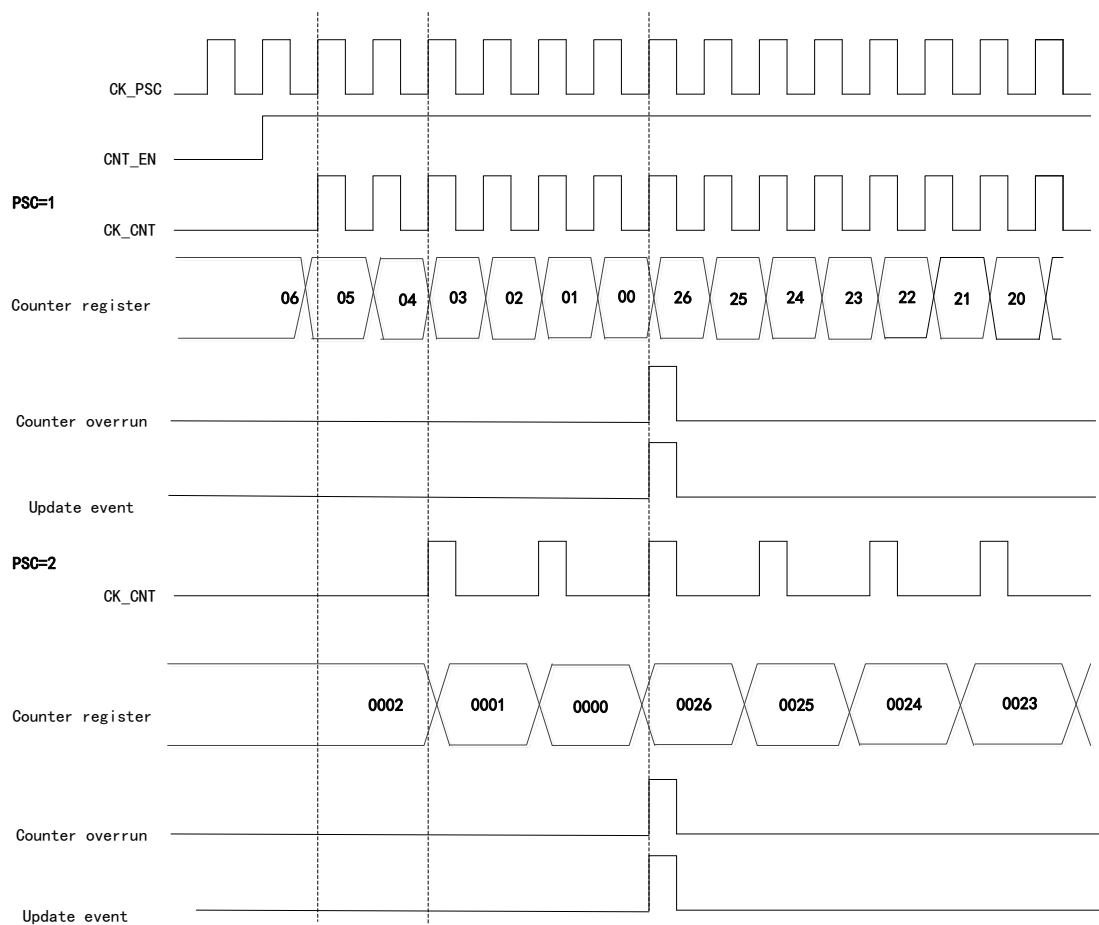 CK_PSC
CNT_EN
PSC=1
CK_CNT
Counter register
06 05 04 03 02 01 00 26 25 24 23 22 21 20
Counter overrun
Update event
PSC=2
CK_CNT
Counter register
0002 0001 0000 0026 0025 0024 0023
Counter overrun
Update event